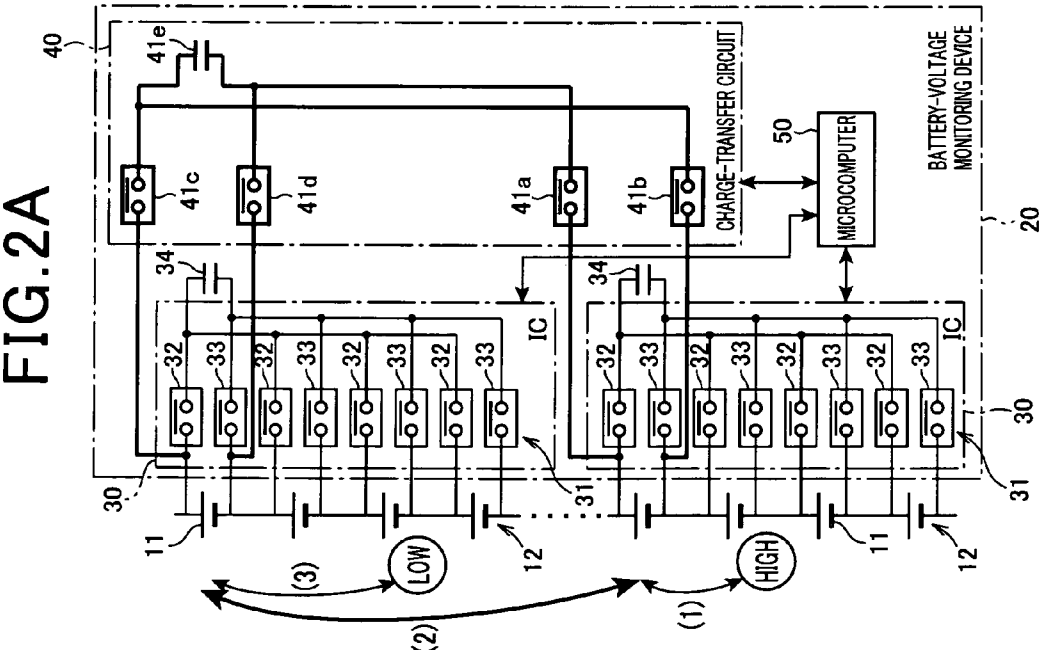 FIG.2A
40
41e
41c
41d
41a
41b
CHARGE-TRANSFER CIRCUIT
50
MICROCOMPUTER
BATTERY-VOLTAGE
MONITORING DEVICE
20
34
34
32
33
32
33
32
33
32
33
IC
32
33
32
33
32
33
32
33
IC
30
31
30
31
11
12
11
12
LOW
HIGH
(3)
(2)
(1)